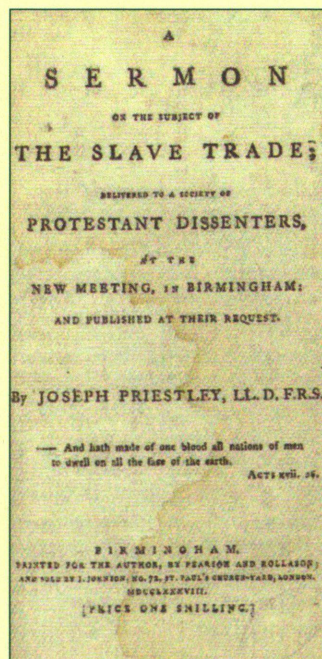 A
SERMON
ON THE SUBJECT OF
THE SLAVE TRADE;
DELIVERED TO A SOCIETY OF
PROTESTANT DISSENTERS,
AT THE
NEW MEETING, IN BIRMINGHAM:
AND PUBLISHED AT THEIR REQUEST.
By JOSEPH PRIESTLEY, LL.D. F.R.S.
—— And hath made of one blood all nations of men
to dwell on all the face of the earth.
ACTS xvii. 26.
BIRMINGHAM,
PRINTED FOR THE AUTHOR, BY PEARSON AND ROLLASON;
AND SOLD BY J. JOHNSON, NO. 72, ST. PAUL'S CHURCH-YARD, LONDON.
MDCCLXXXVIII.
[PRICE ONE SHILLING.]